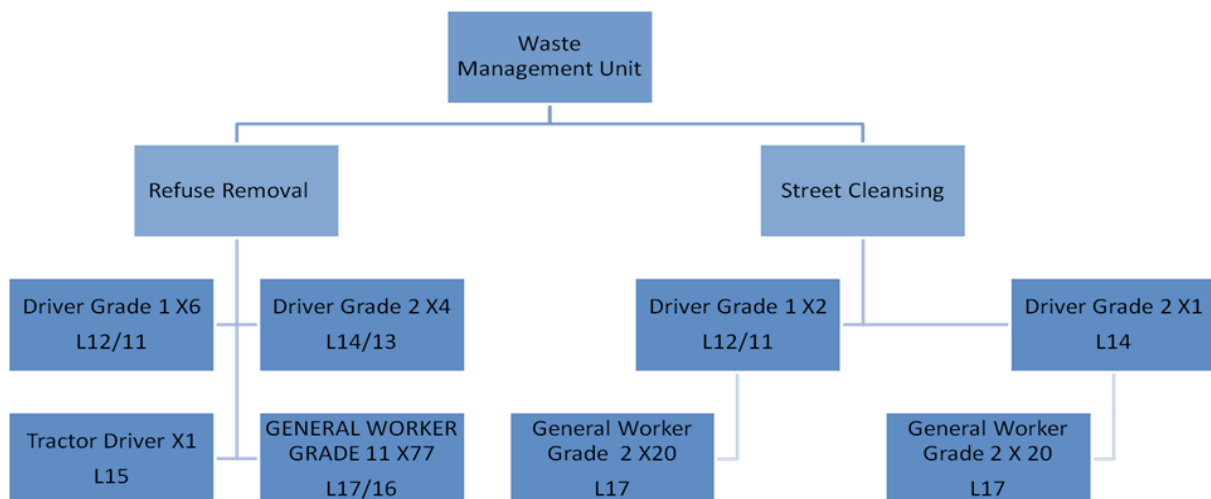 Waste
Management Unit
Refuse Removal
Street Cleansing
Driver Grade 1 X6
L12/11
Driver Grade 2 X4
L14/13
Driver Grade 1 X2
L12/11
Driver Grade 2 X1
L14
Tractor Driver X1
L15
GENERAL WORKER
GRADE 11 X77
L17/16
General Worker
Grade 2 X20
L17
General Worker
Grade 2 X 20
L17